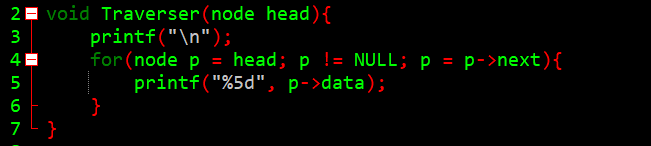 2 void Traverser(node head){
3 printf("\n");
4 for(node p = head; p != NULL; p = p->next){
5 printf("%5d", p->data);
6 }
7 }